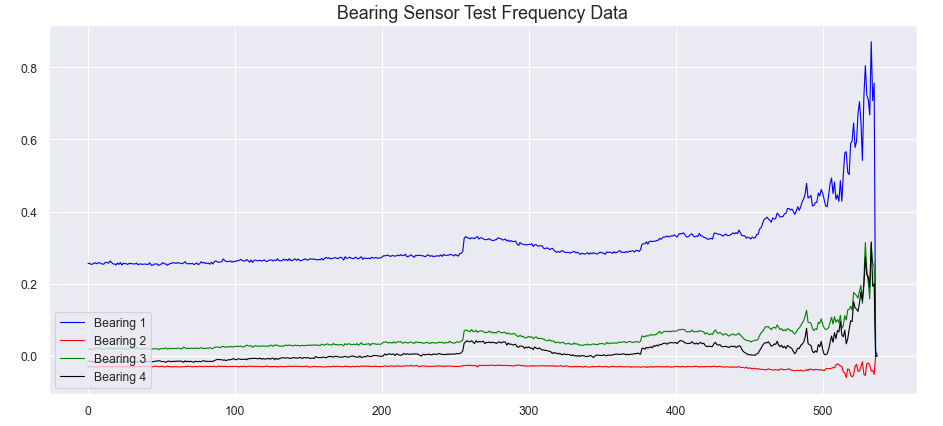 Bearing Sensor Test Frequency Data
0.8
0.6
0.4
0.2
0.0
Bearing 1
Bearing 2
Bearing 3
Bearing 4
0 100 200 300 400 500